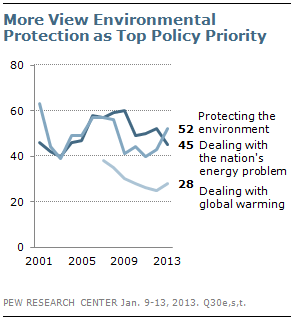 More View Environmental
Protection as Top Policy Priority
80
60
40
20
0
2001
2005
2009
2013
52 Protecting the
environment
45 Dealing with
the nation's
energy problem
28 Dealing with
global warming
PEW RESEARCH CENTER Jan. 9-13, 2013. Q30e,s,t.